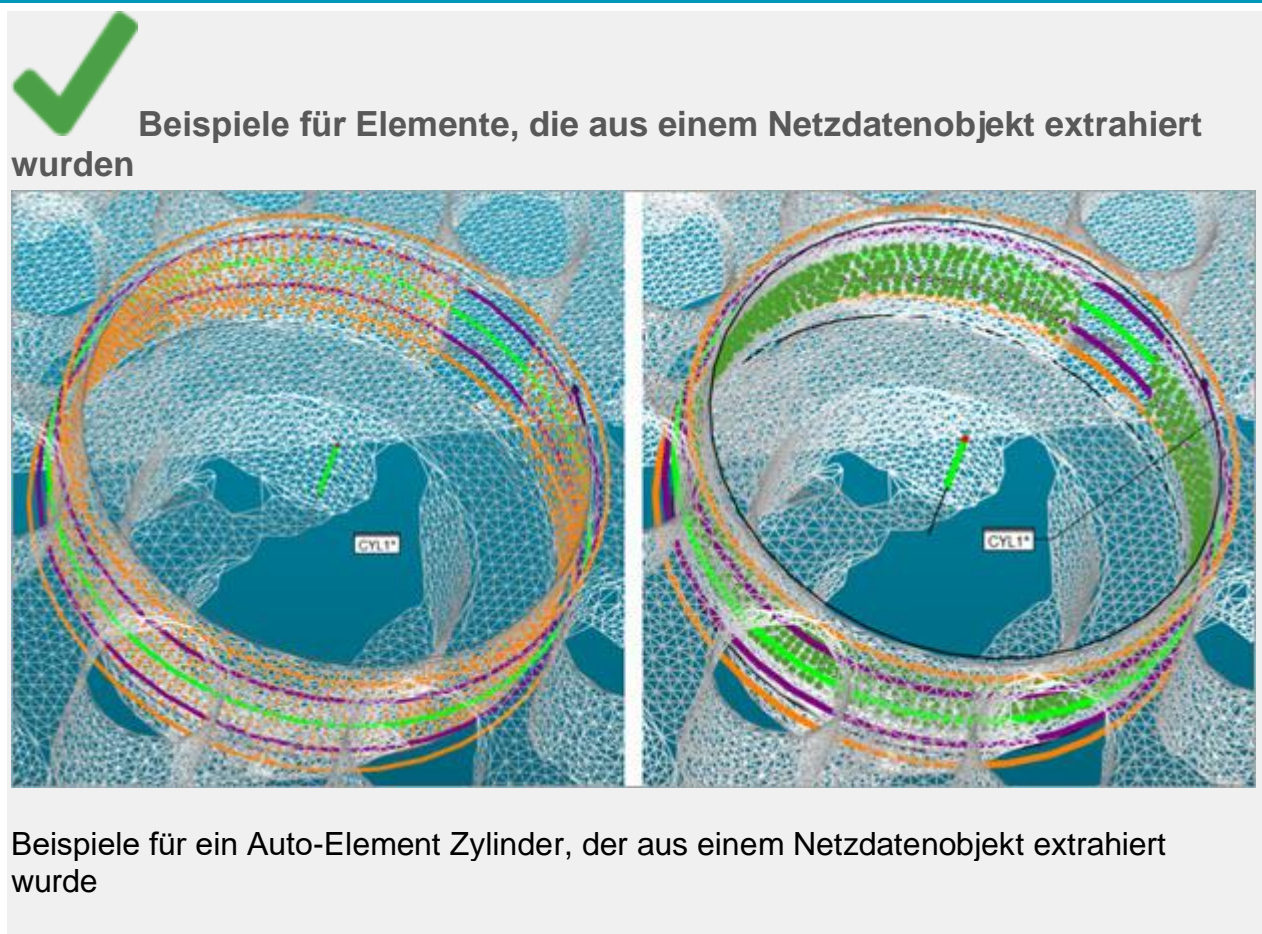 Beispiele für Elemente, die aus einem Netzdatenobjekt extrahiert
wurden
CYL1*
CYL1*
Beispiele für ein Auto-Element Zylinder, der aus einem Netzdatenobjekt extrahiert
wurde